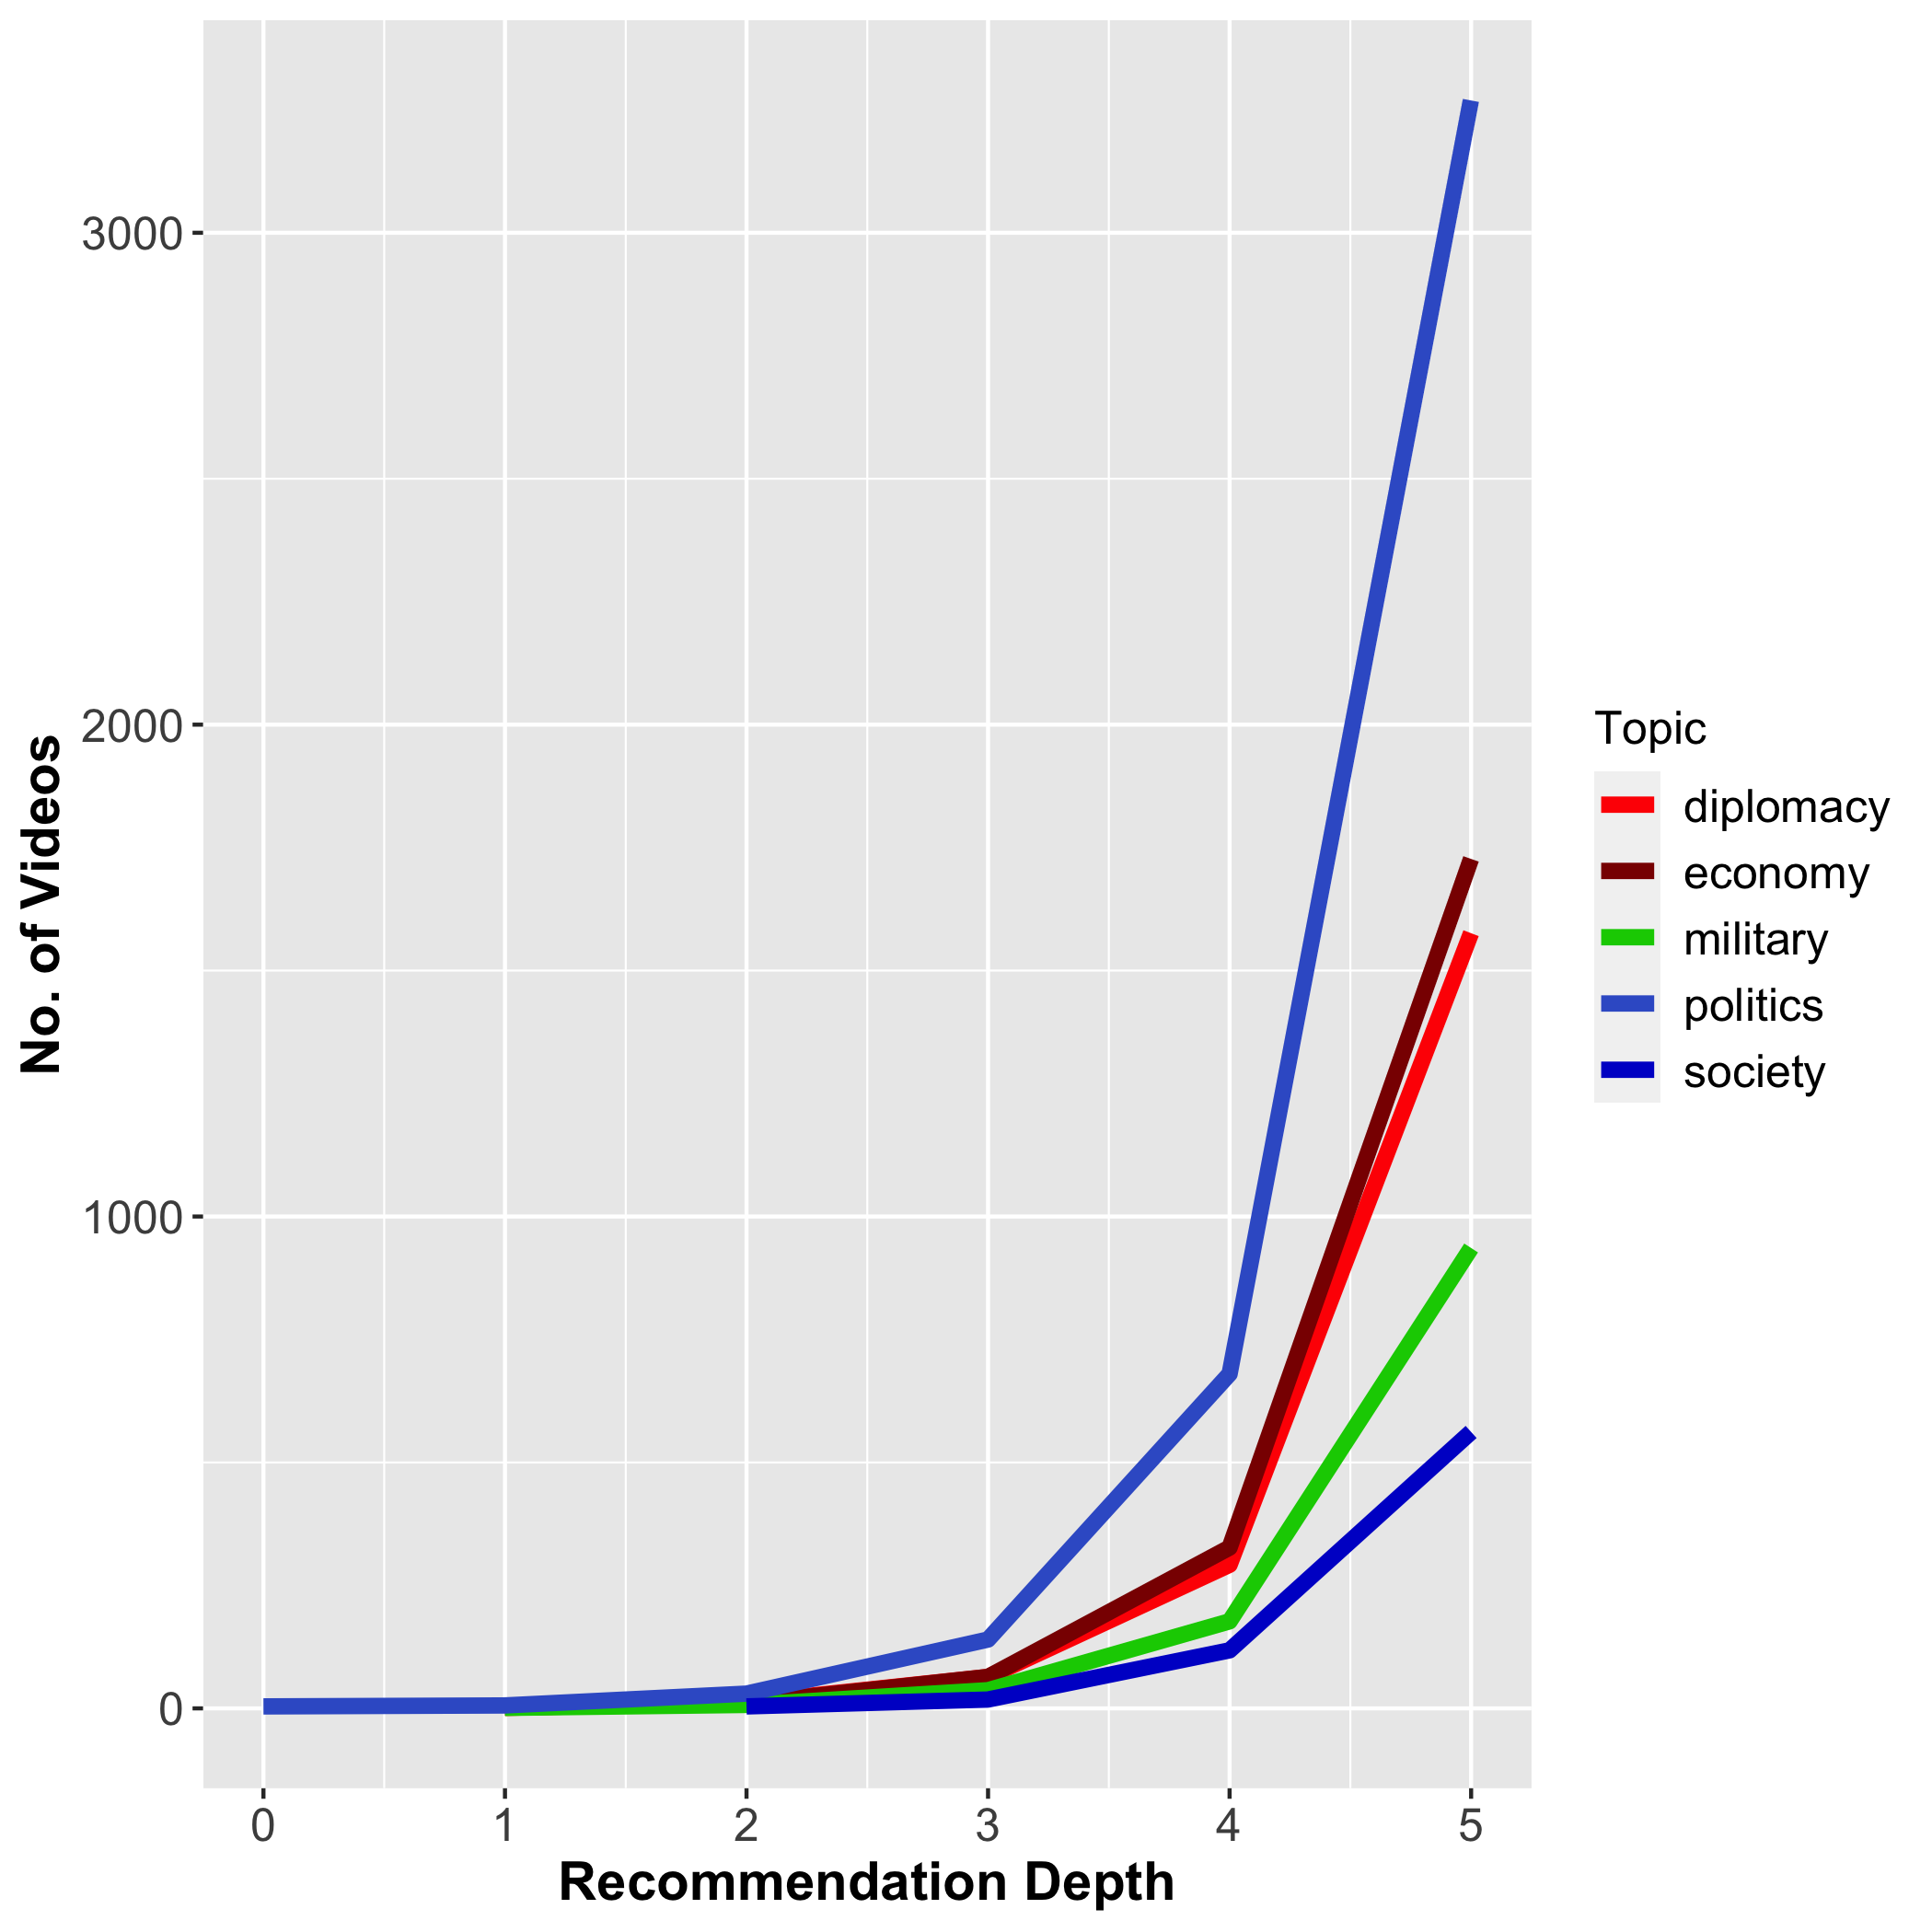 3000
2000
1000
0
No. of Videos
0 1 2 3 4 5
Recommendation Depth
Topic
diplomacy
economy
military
politics
society